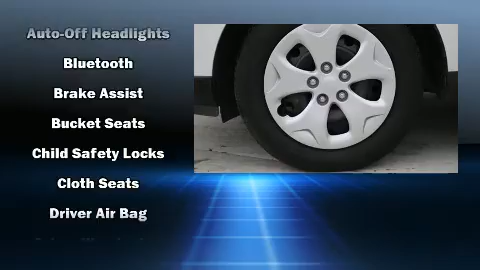 Auto-Off Headlights
Bluetooth
Brake Assist
Bucket Seats
Child Safety Locks
Cloth Seats
Driver Air Bag